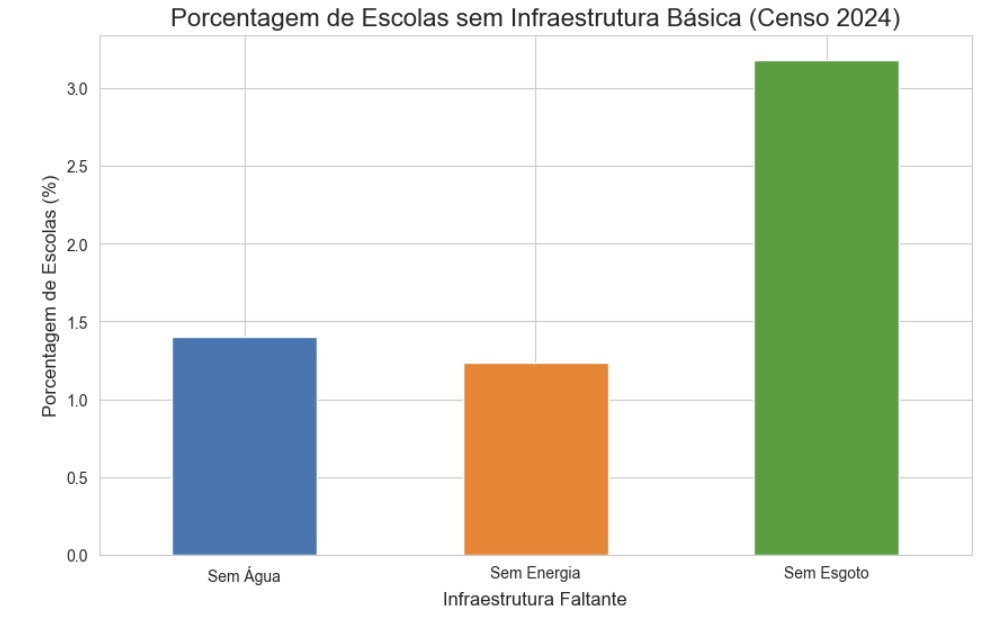 Porcentagem de Escolas sem Infraestrutura Básica (Censo 2024)
Porcentagem de Escolas (%)
3.0
2.5
2.0
1.5
1.0
0.5
0.0
Sem Água
Sem Energia
Sem Esgoto
Infraestrutura Faltante